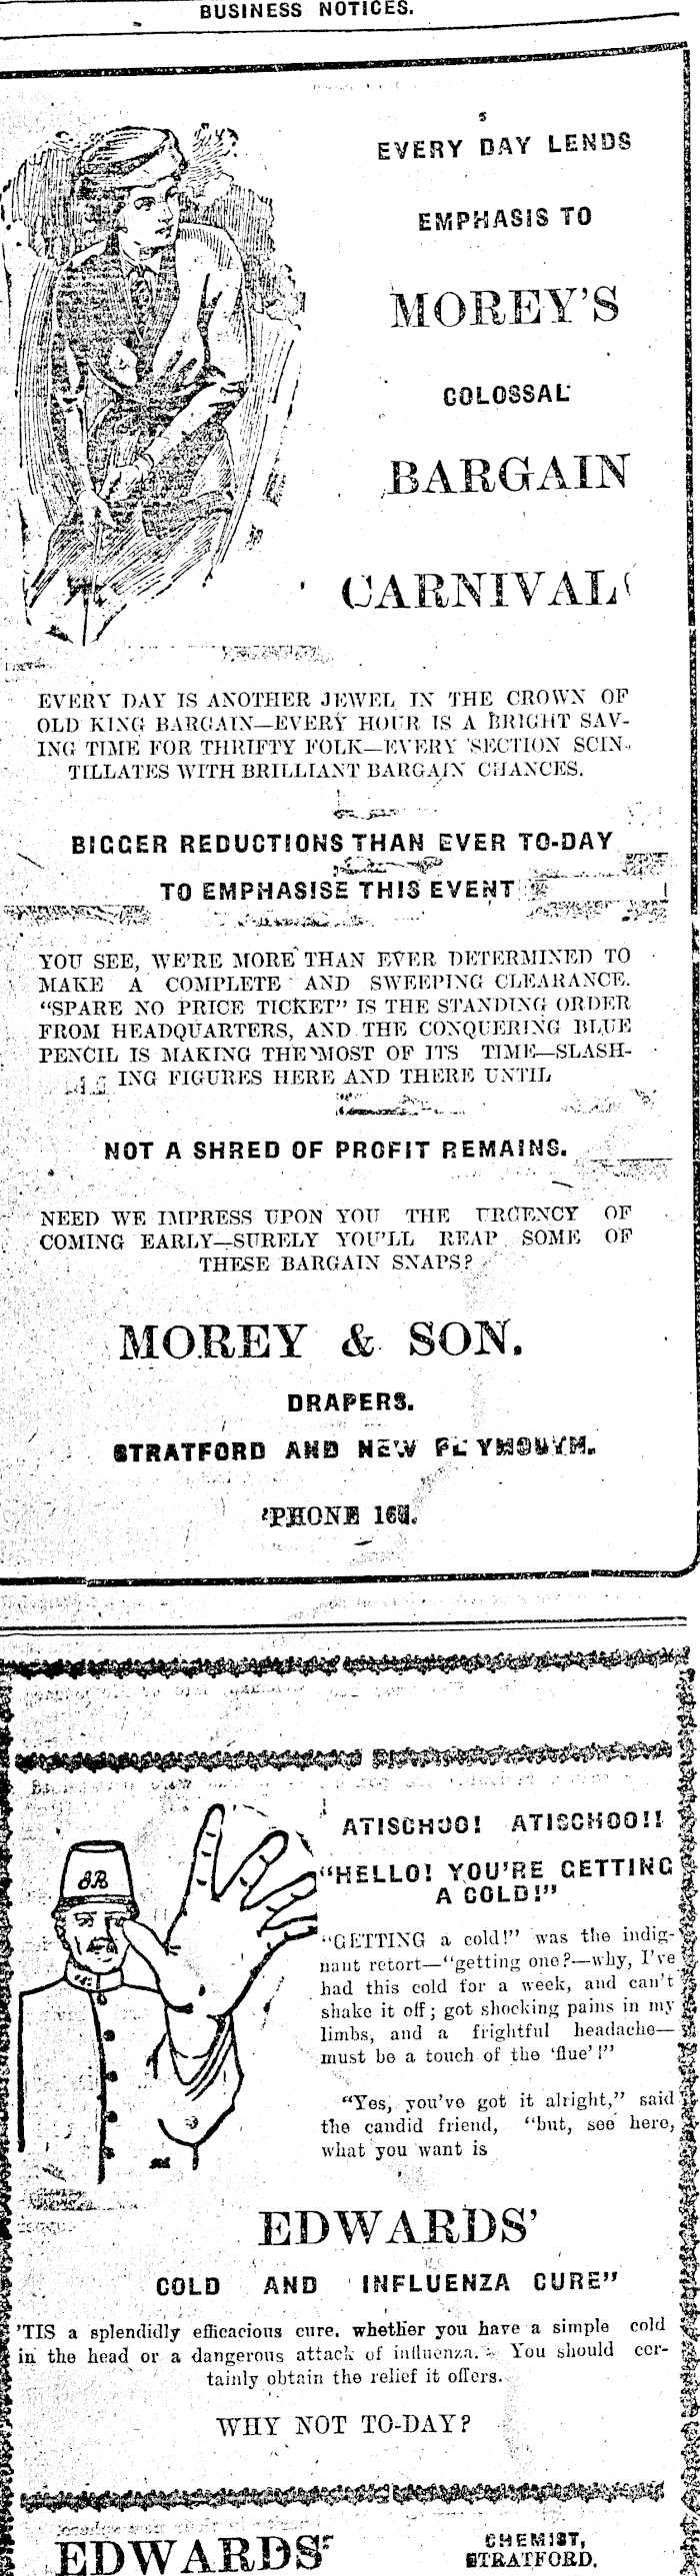 BUSINESS NOTICES.
EVERY DAY LENDS
EMPHASIS TO
MOREY'S
COLOSSAL
BARGAIN
CARNIVAL
EVERY DAY IS ANOTHER JEWEL IN THE CROWN OF
OLD KING BARGAIN—EVERY HOUR IS A BRIGHT SAV-
ING TIME FOR THRIFTY FOLK—EVERY SECTION SCIN-
TILLATES WITH BRILLIANT BARGAIN CHANCES.
BIGGER REDUCTIONS THAN EVER TO-DAY
TO EMPHASISE THIS EVENT
YOU SEE, WE'RE MORE THAN EVER DETERMINED TO
MAKE A COMPLETE AND SWEEPING CLEARANCE.
"SPARE NO PRICE TICKET" IS THE STANDING ORDER
FROM HEADQUARTERS, AND THE CONQUERING BLUE
PENCIL IS MAKING THE MOST OF ITS TIME—SLASH-
ING FIGURES HERE AND THERE UNTIL
NOT A SHRED OF PROFIT REMAINS.
NEED WE IMPRESS UPON YOU THE URGENCY OF
COMING EARLY—SURELY YOU'LL REAP SOME OF
THESE BARGAIN SNAPS?
MOREY & SON.
DRAPERS.
STRATFORD AND NEW PLYMOUTH.
'PHONE
ATISCHOO! ATISCHOO!!
"HELLO! YOU'RE GETTING
A COLD!"
"GETTING a cold!" was the indig-
nant retort—"getting one?—why, I've
had this cold for a week, and can't
shake it off; got shocking pains in my
limbs, and a frightful headache—
must be a touch of the 'flue'!"
"Yes, you've got it alright," said
the candid friend, "but, see here,
what you want is
EDWARDS'
COLD AND INFLUENZA CURE"
'TIS a splendidly efficacious cure, whether you have a simple cold
in the head or a dangerous attack of influenza. You should cer-
tainly obtain the relief it offers.
WHY NOT TO-DAY?
EDWARDS'
CHEMIST,
STRATFORD.